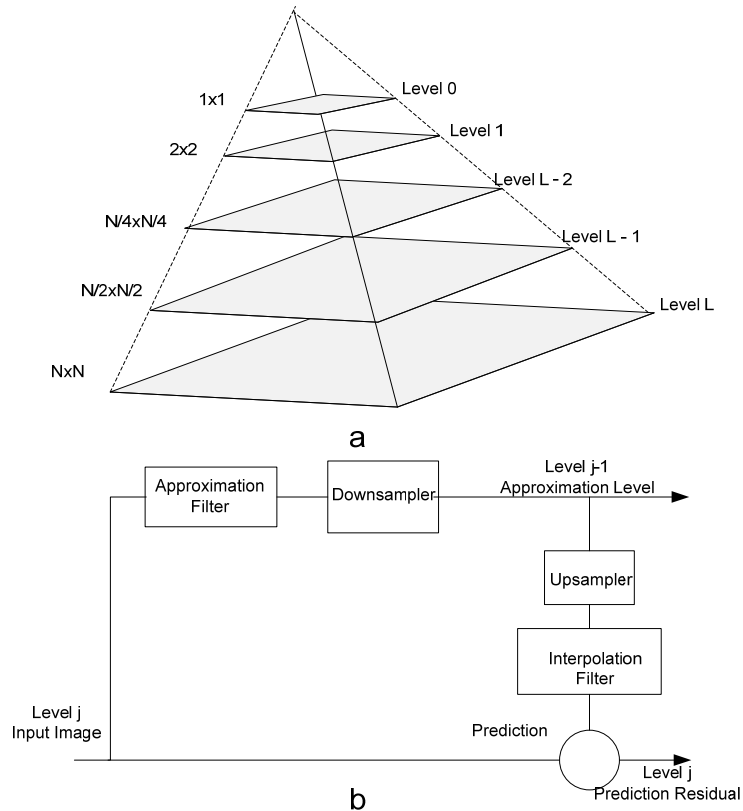 1x1
Level 0
2x2
Level 1
N/4xN/4
Level L - 2
N/2xN/2
Level L - 1
NxN
Level L
a
Approximation
Filter
Downsampler
Level j-1
Approximation Level
Upsampler
Interpolation
Filter
Level j
Input Image
Prediction
Level j
Prediction Residual
b